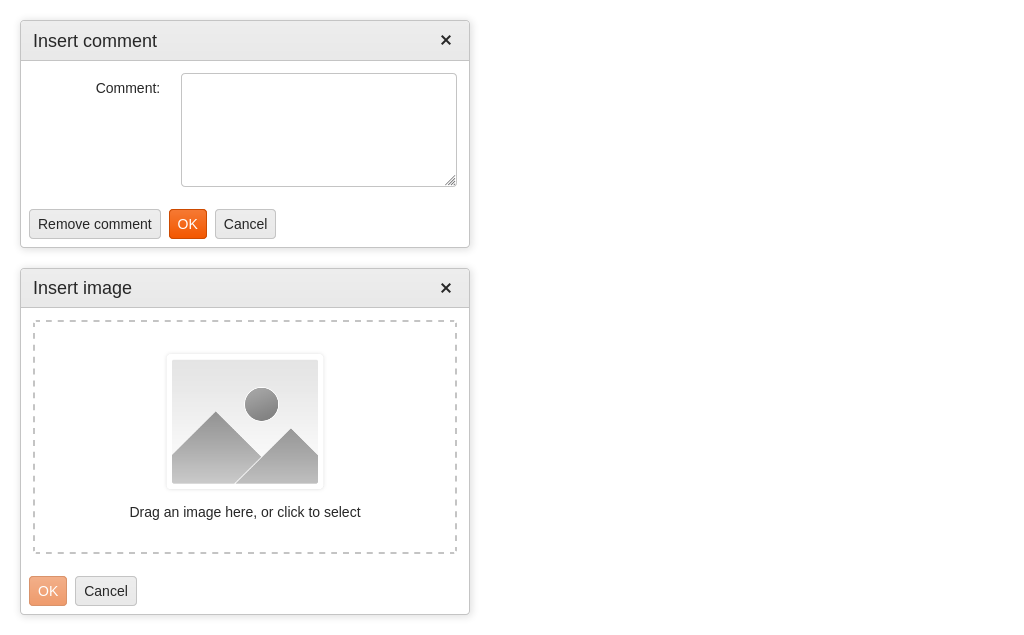 Insert comment
Comment:
Remove comment OK Cancel
Insert image
Drag an image here, or click to select
OK Cancel